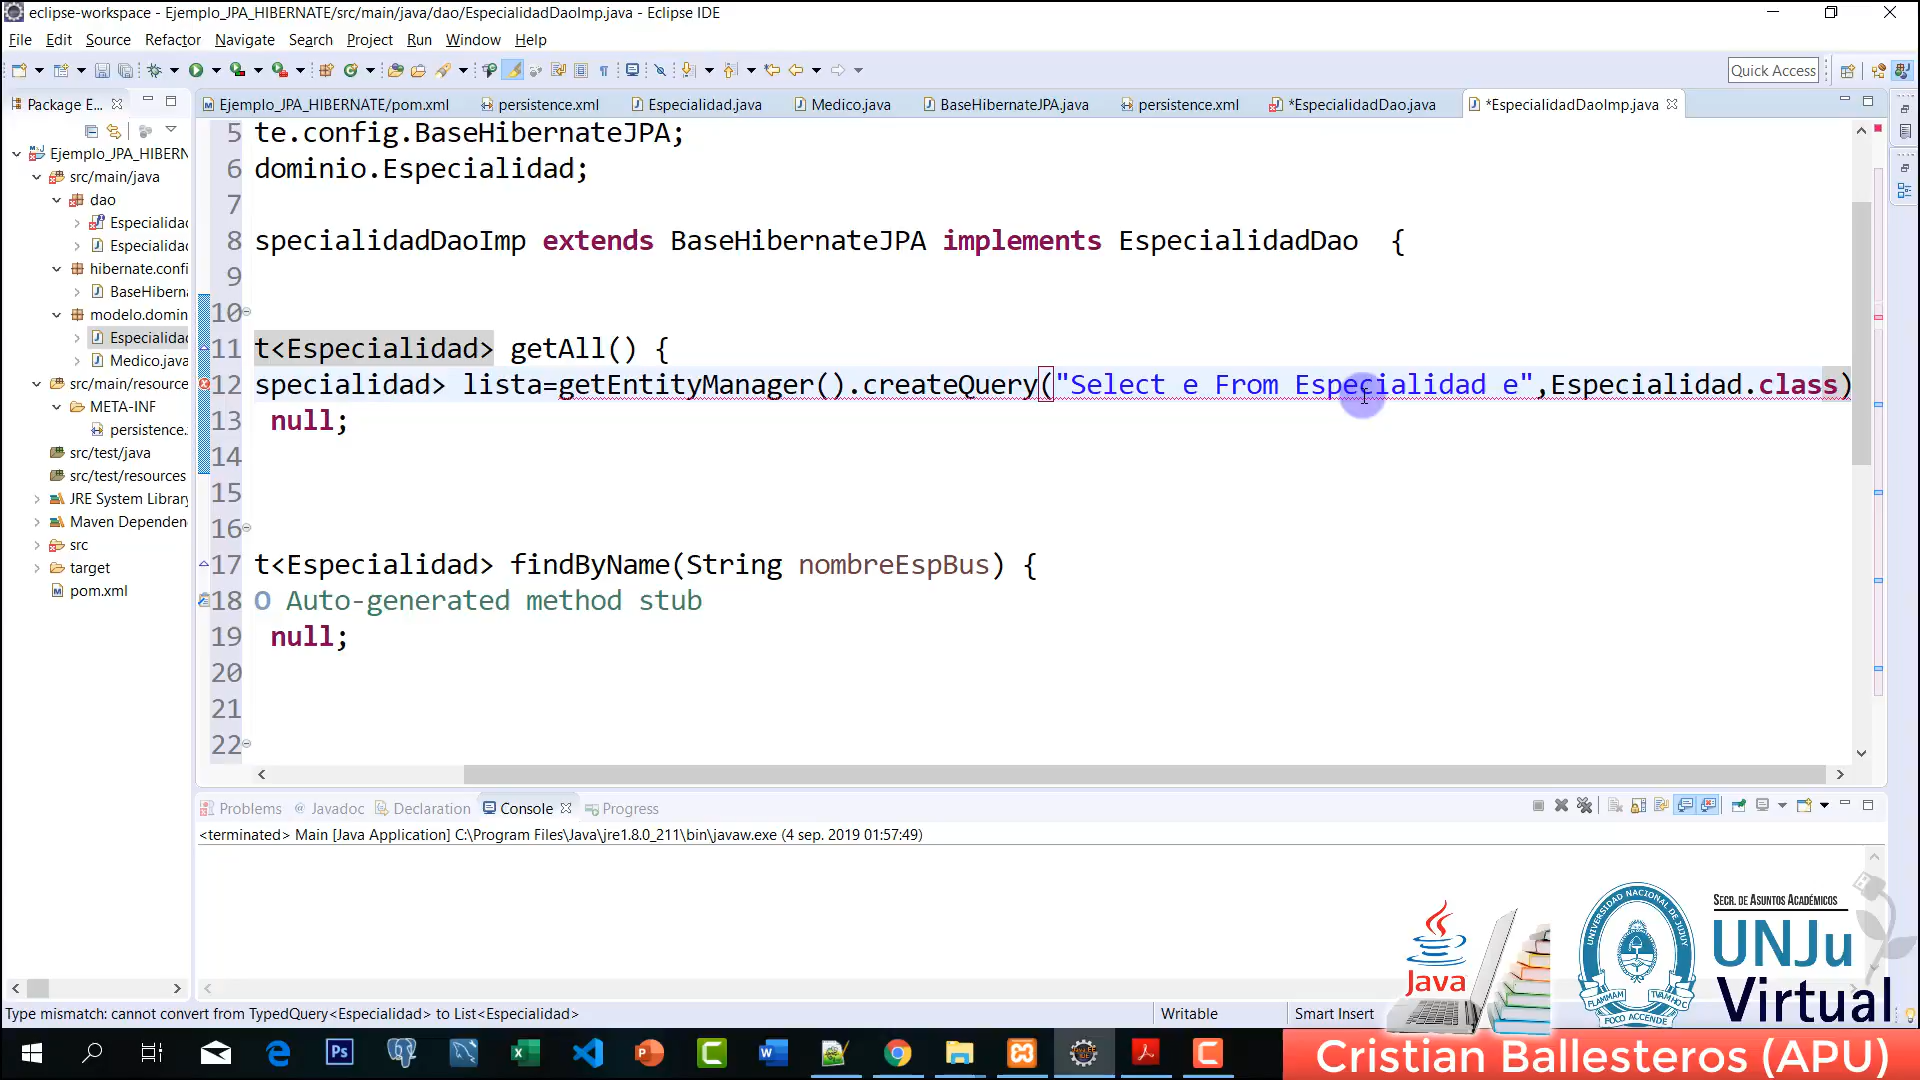 eclipse-workspace - Ejemplo_JPA_HIBERNATE/src/main/java/dao/EspecialidadDaoImp.java - Eclipse IDE
File Edit Source Refactor Navigate Search Project Run Window Help
Quick Access
Package E...
Ejemplo_JPA_HIBERNATE/pom.xml persistence.xml Especialidad.java Medico.java BaseHibernateJPA.java persistence.xml *EspecialidadDao.java *EspecialidadDaoImp.java
Ejemplo_JPA_HIBERN
src/main/java
dao
Especialidad
Especialidad
hibernate.confi
BaseHiberna
modelo.domin
Especialidad
Medico.java
src/main/resource
META-INF
persistence.
src/test/java
src/test/resources
JRE System Library
Maven Dependen
src
target
pom.xml
5 te.config.BaseHibernateJPA;
6 dominio.Especialidad;
7
8 specialidadDaoImp extends BaseHibernateJPA implements EspecialidadDao {
9
10
11 t<Especialidad> getAll() {
12 specialidad> lista=getEntityManager().createQuery("Select e From Especialidad e",Especialidad.class)
13 null;
14
15
16
17 t<Especialidad> findByName(String nombreEspBus) {
18 O Auto-generated method stub
19 null;
20
21
22
Problems @ Javadoc Declaration Console Progress
<terminated> Main [Java Application] C:\Program Files\Java\jre1.8.0_211\bin\javaw.exe (4 sep. 2019 01:57:49)
Type mismatch: cannot convert from TypedQuery<Especialidad> to List<Especialidad>
Writable
Smart Insert
Java
UNIVERSIDAD NACIONAL DE JUJUY
FOCO ACCENDE
Secr. de Asuntos Académicos
UNJu
Virtual
Cristian Ballesteros (APU)